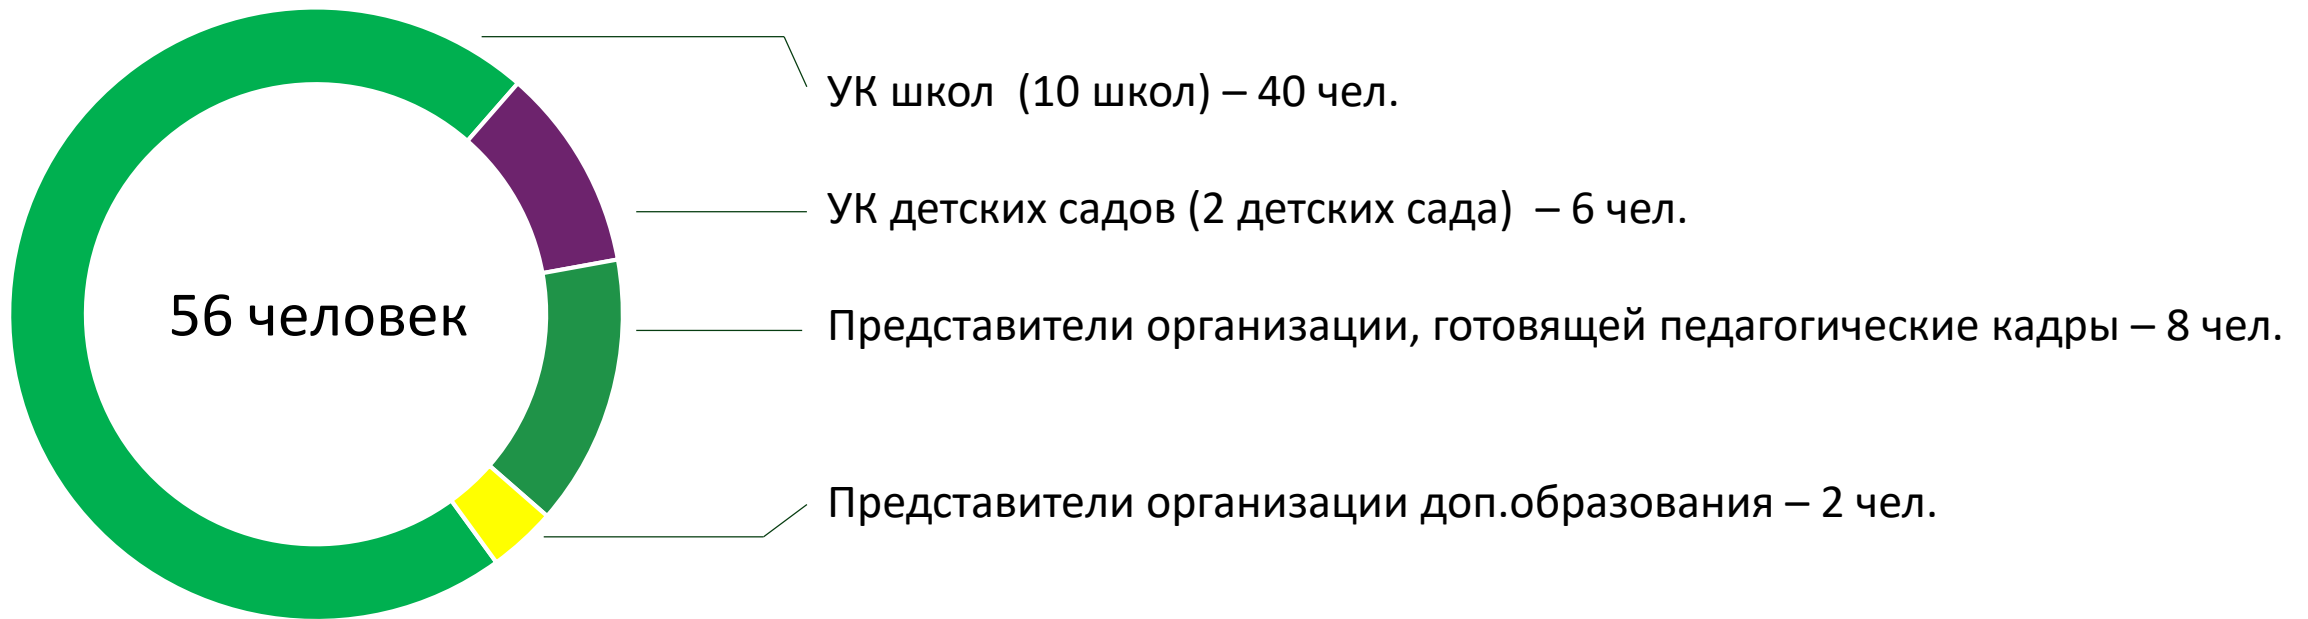 УК школ (10 школ) – 40 чел.
УК детских садов (2 детских сада) – 6 чел.
56 человек
Представители организации, готовящей педагогические кадры – 8 чел.
Представители организации доп.образования – 2 чел.